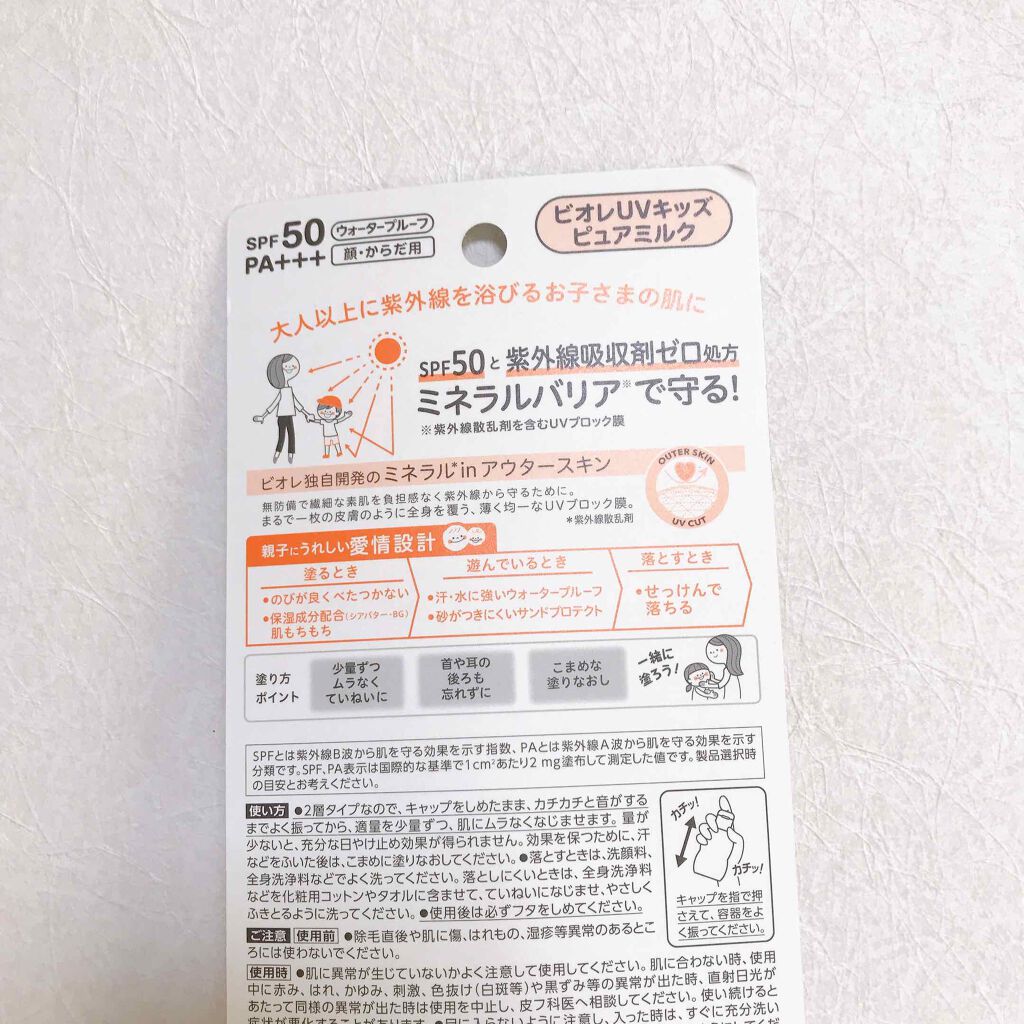 SPF50
PA+++
ウォータープルーフ
顔・からだ用
ビオレUVキッズ
ピュアミルク
大人以上に紫外線を浴びるお子さまの肌に
SPF50と紫外線吸収剤ゼロ処方
ミネラルバリア※で守る!
※紫外線散乱剤を含むUVブロック膜
ビオレ独自開発のミネラル*inアウタースキン
無防備で繊細な素肌を負担感なく紫外線から守るために。
まるで一枚の皮膚のように全身を覆う、薄く均一なUVブロック膜。
*紫外線散乱剤
OUTER SKIN
UV CUT
親子にうれしい愛情設計
塗るとき
•のびが良くべたつかない
•保湿成分配合(シアバター・BG)
肌もちもち
遊んでいるとき
•汗・水に強いウォータープルーフ
•砂がつきにくいサンドプロテクト
落とすとき
•せっけんで
落ちる
塗り方
ポイント
少量ずつ
ムラなく
ていねいに
首や耳の
後ろも
忘れずに
こまめな
塗りなおし
一緒に
塗ろう!
SPFとは紫外線B波から肌を守る効果を示す指数、PAとは紫外線A波から肌を守る効果を示す
分類です。SPF、PA表示は国際的な基準で1cm²あたり2 mg塗布して測定した値です。製品選択時
の目安とお考えください。
使い方 ●2層タイプなので、キャップをしめたまま、カチカチと音がする
までよく振ってから、適量を少量ずつ、肌にムラなくなじませます。量が
少ないと、充分な日やけ止め効果が得られません。効果を保つために、汗
などをふいた後は、こまめに塗りなおしてください。●落とすときは、洗顔料、
全身洗浄料などでよく洗ってください。落としにくいときは、全身洗浄料
などを化粧用コットンやタオルに含ませて、ていねいになじませ、やさしく
ふきとるように洗ってください。●使用後は必ずフタをしめてください。
カチッ!
カチッ!
キャップを指で押
さえて、容器をよ
く振ってください。
ご注意 使用前 ●除毛直後や肌に傷、はれもの、湿疹等異常のあるとこ
ろには使わないでください。
使用時 ●肌に異常が生じていないかよく注意して使用してください。肌に合わない時、使用
中に赤み、はれ、かゆみ、刺激、色抜け(白斑等)や黒ずみ等の異常が出た時、直射日光が
あたって同様の異常が出た時は使用を中止し、皮フ科医へ相談してください。使い続けると
症状が悪化することがあります。●目に入らないように注意し、入った時は、すぐに充分洗い